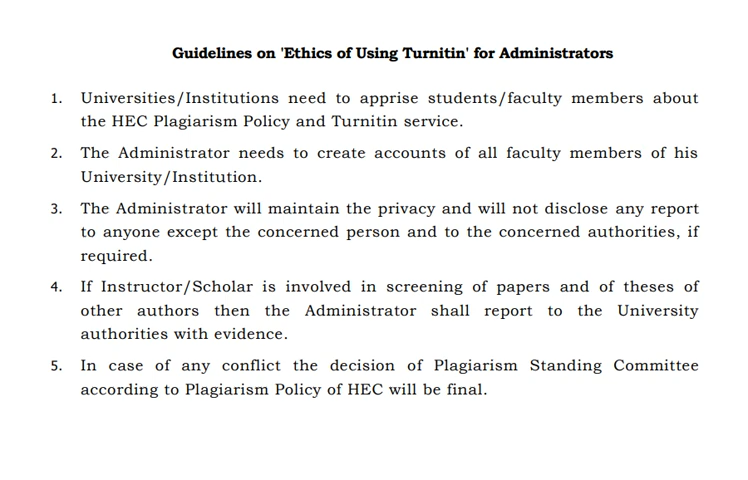 Guidelines on 'Ethics of Using Turnitin' for Administrators
1. Universities/Institutions need to apprise students/faculty members about
the HEC Plagiarism Policy and Turnitin service.
2. The Administrator needs to create accounts of all faculty members of his
University/Institution.
3. The Administrator will maintain the privacy and will not disclose any report
to anyone except the concerned person and to the concerned authorities, if
required.
4. If Instructor/Scholar is involved in screening of papers and of theses of
other authors then the Administrator shall report to the University
authorities with evidence.
5. In case of any conflict the decision of Plagiarism Standing Committee
according to Plagiarism Policy of HEC will be final.